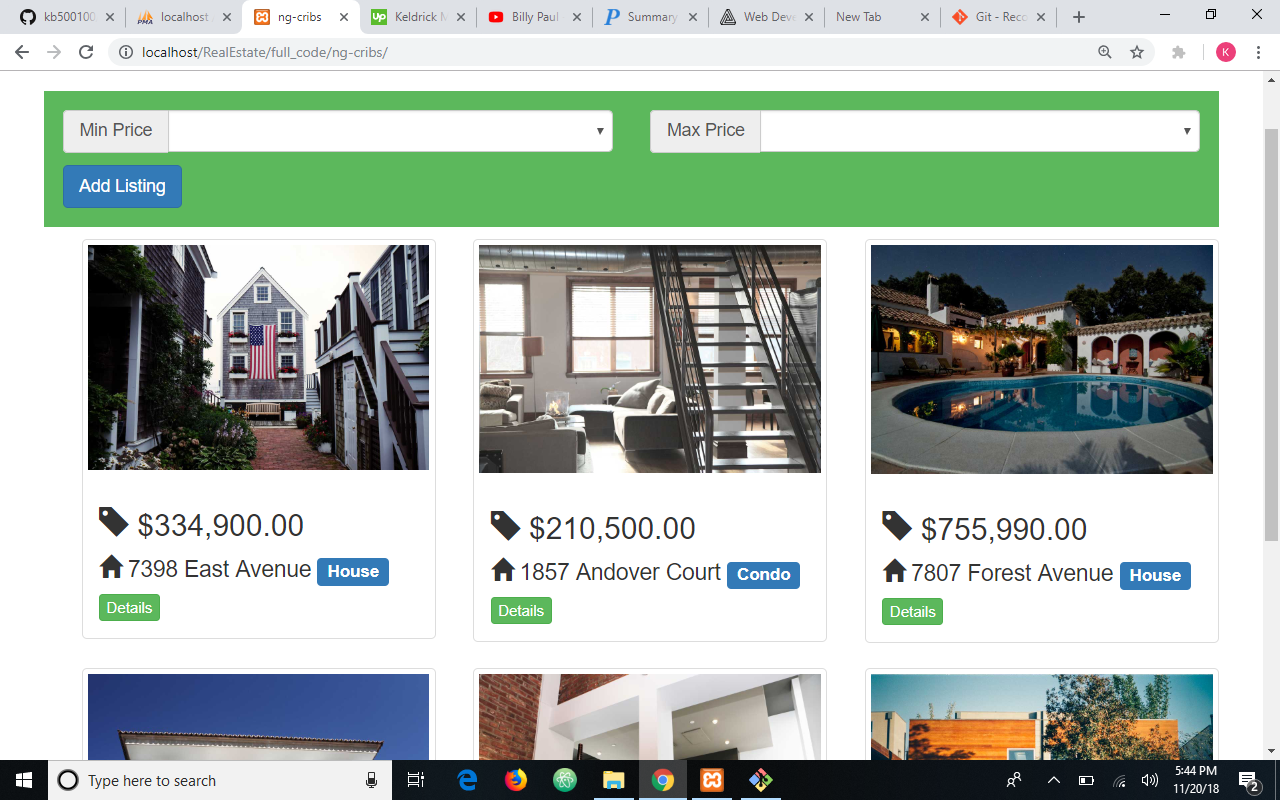 kb500100
localhost
ng-cribs
Keldrick M
Billy Paul
Summary
Web Deve
New Tab
Git - Reco
localhost/RealEstate/full_code/ng-cribs/
K
Min Price
Max Price
Add Listing
$334,900.00
$210,500.00
$755,990.00
7398 East Avenue House
1857 Andover Court Condo
7807 Forest Avenue House
Details
Details
Details
Type here to search
5:44 PM
11/20/18
2